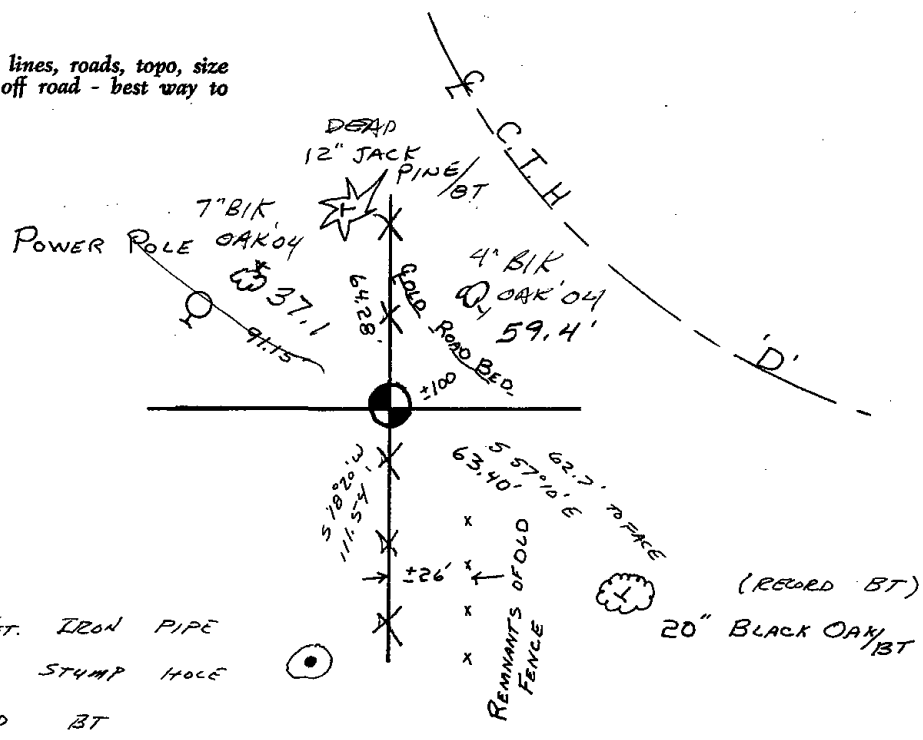 lines, roads, topo, size
off road - best way to
DEAD
12" JACK
PINE/
BT
℄ C.T.H 'D'
7" BlK
OAK '04
37.1
POWER POLE
91.15
64.28'
OLD ROAD BED
4" BlK
OAK '04
59.4'
±100
S 18°20' W
111.54'
62.7' TO FACE
S 57°10' E
63.40'
±26'
REMNANTS OF OLD
FENCE
(RECORD BT)
20" BLACK OAK/
BT
IRON PIPE
STUMP HOLE
BT